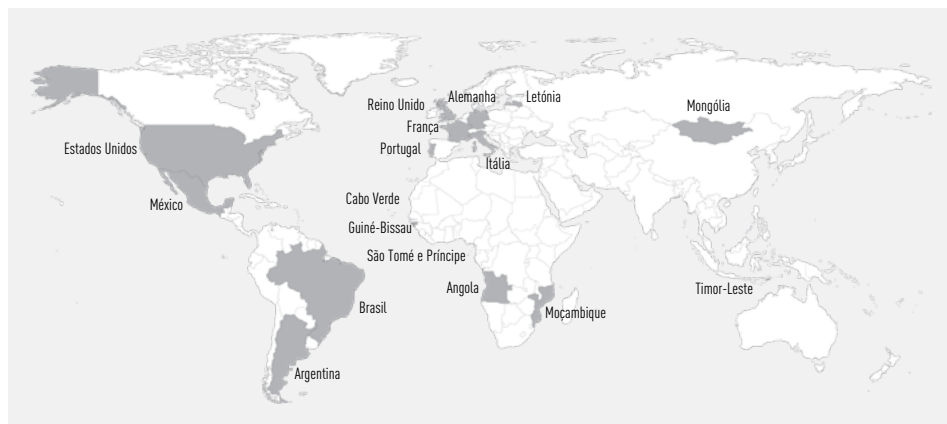 Reino Unido
Alemanha
Letónia
Mongólia
França
Estados Unidos
Portugal
Itália
México
Cabo Verde
Guiné-Bissau
São Tomé e Príncipe
Angola
Timor-Leste
Brasil
Moçambique
Argentina